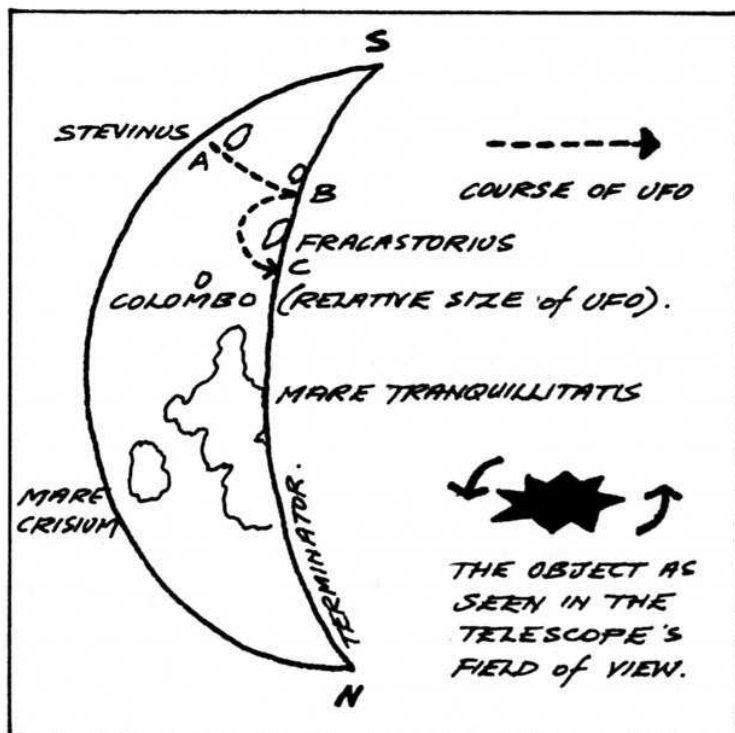 S
STEVINUS
A
B
COURSE OF UFO
FRACASTORIUS
C
COLOMBO
(RELATIVE SIZE of UFO).
MARE TRANQUILLITATIS
MARE
CRISIUM
TERMINATOR.
THE OBJECT AS
SEEN IN THE
TELESCOPE'S
FIELD of VIEW.
N